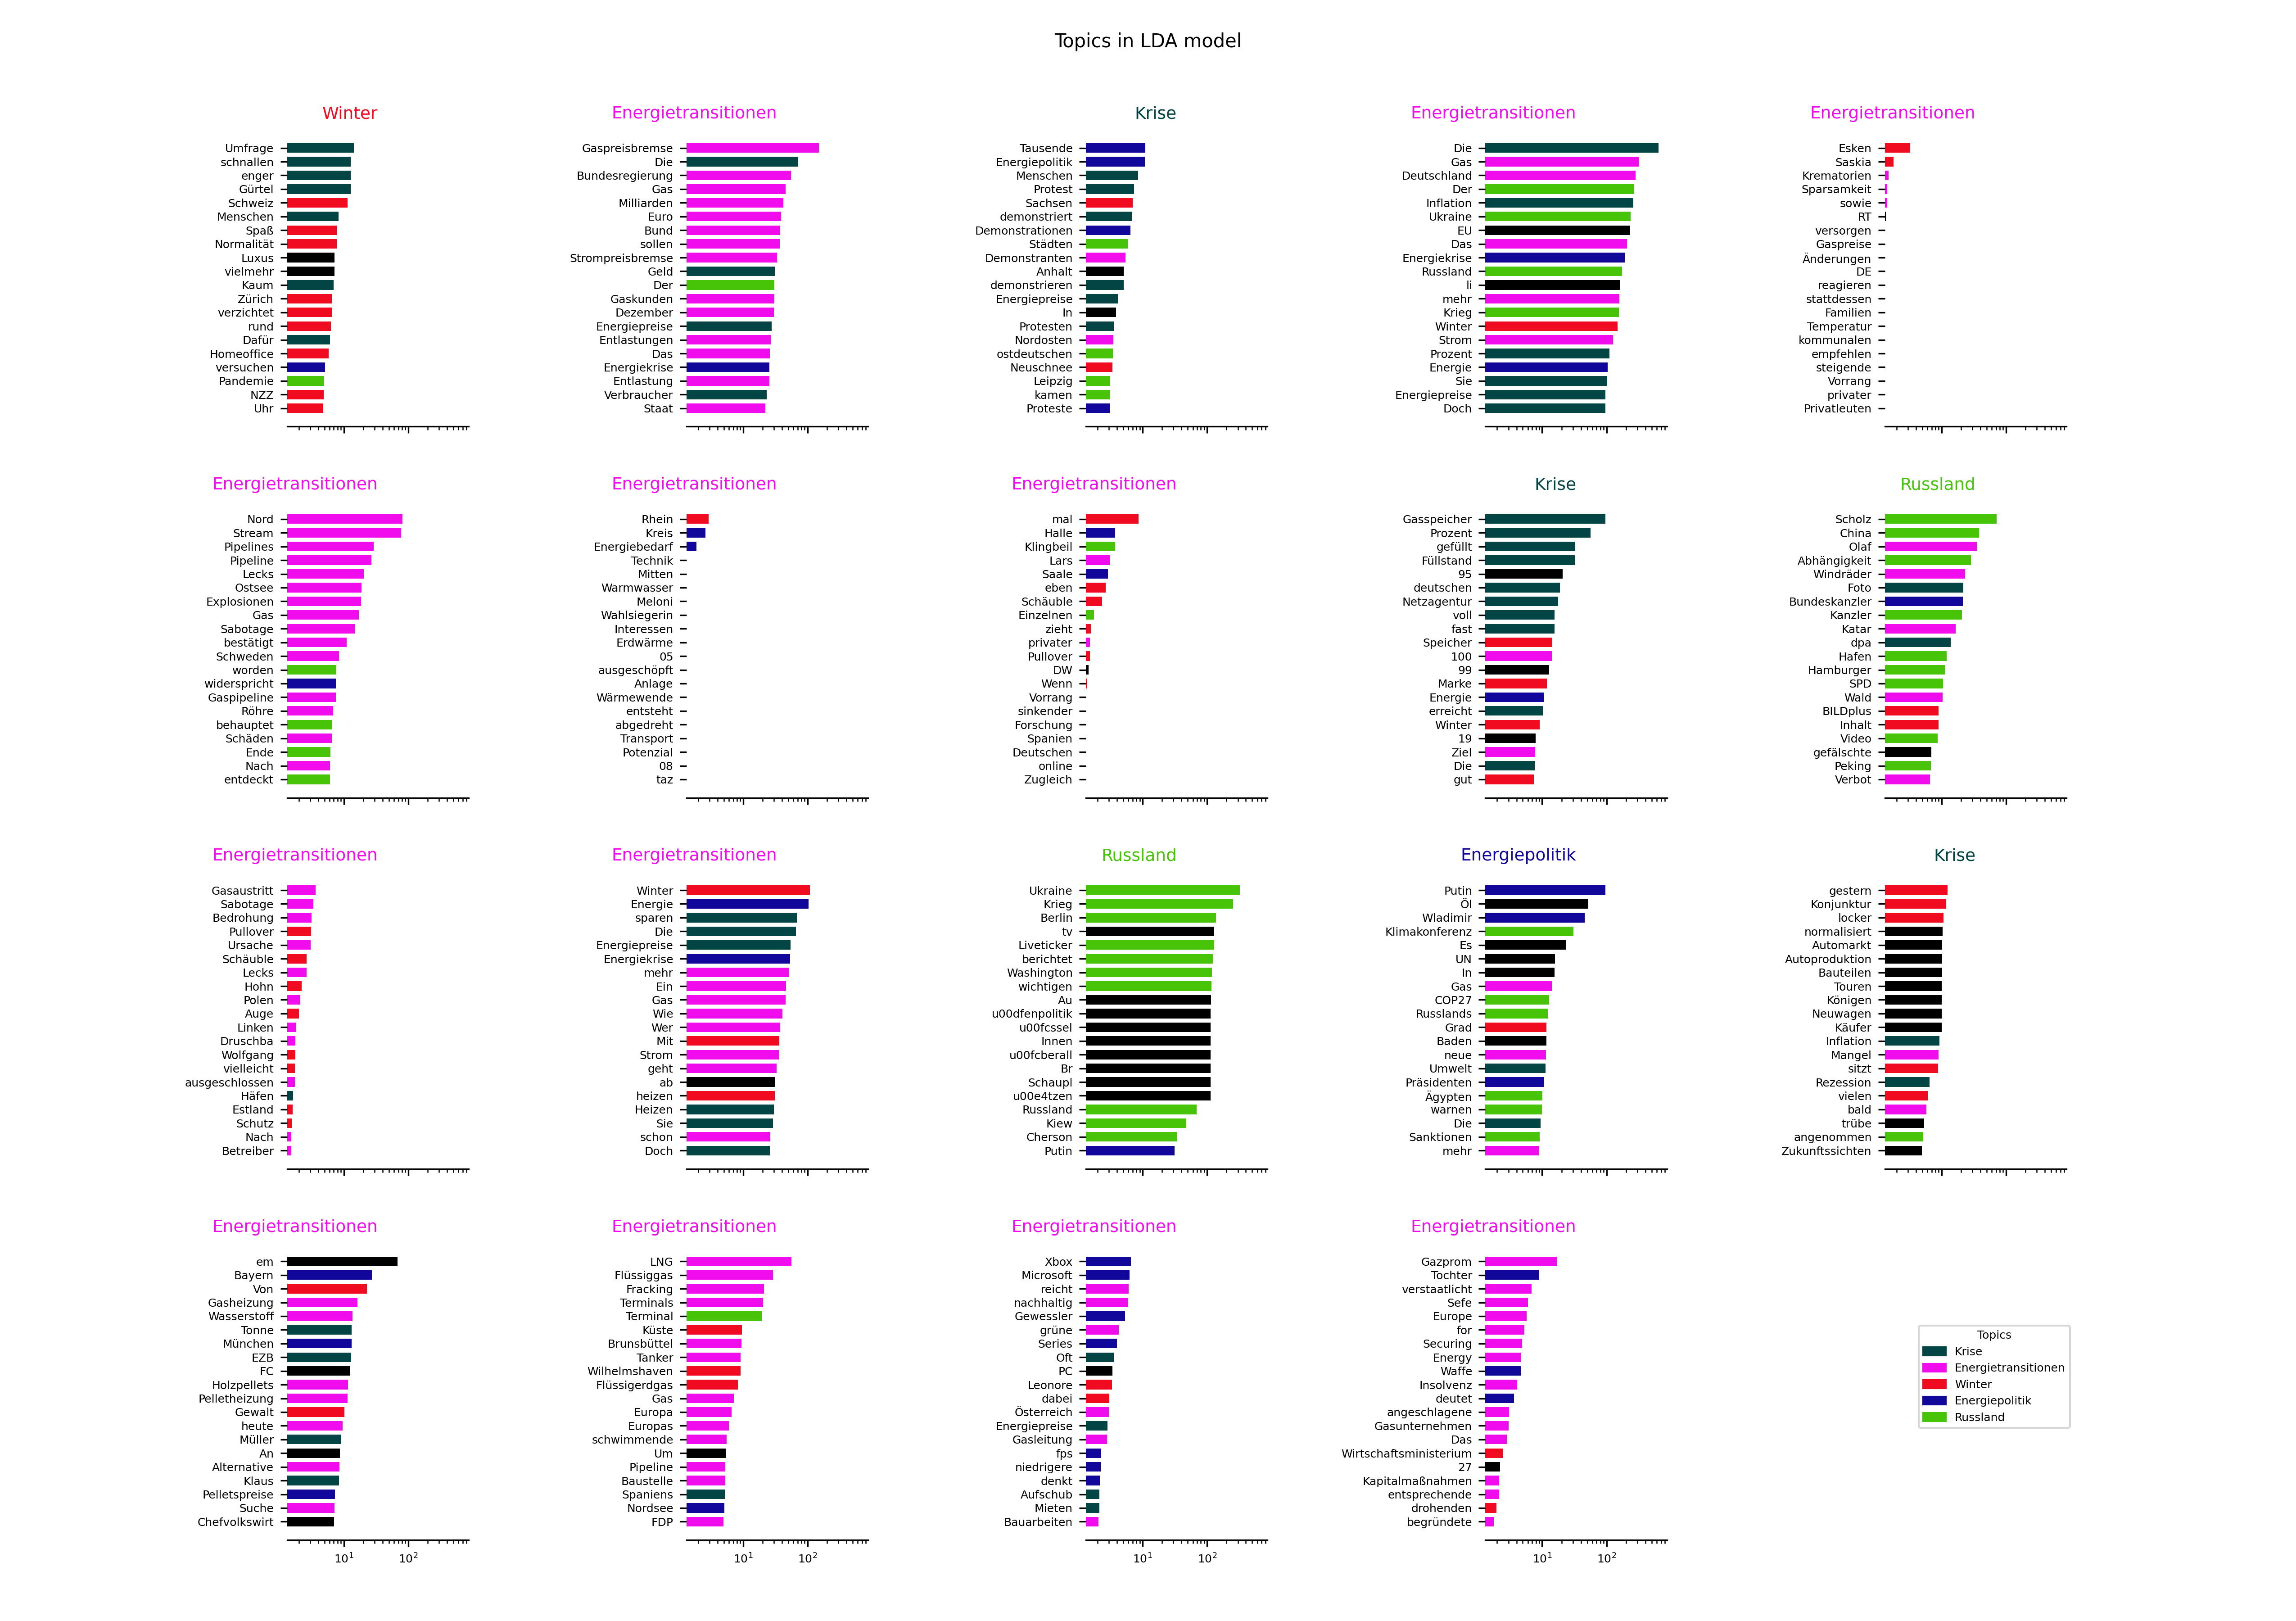 Topics in LDA model
Winter
Umfrage
schnallen
enger
Gürtel
Schweiz
Menschen
Spaß
Normalität
Luxus
vielmehr
Kaum
Zürich
verzichtet
rund
Dafür
Homeoffice
versuchen
Pandemie
NZZ
Uhr
Energietransitionen
Gaspreisbremse
Die
Bundesregierung
Gas
Milliarden
Euro
Bund
sollen
Strompreisbremse
Geld
Der
Gaskunden
Dezember
Energiepreise
Entlastungen
Das
Energiekrise
Entlastung
Verbraucher
Staat
Krise
Tausende
Energiepolitik
Menschen
Protest
Sachsen
demonstriert
Demonstrationen
Städten
Demonstranten
Anhalt
demonstrieren
Energiepreise
In
Protesten
Nordosten
ostdeutschen
Neuschnee
Leipzig
kamen
Proteste
Energietransitionen
Die
Gas
Deutschland
Der
Inflation
Ukraine
EU
Das
Energiekrise
Russland
li
mehr
Krieg
Winter
Strom
Prozent
Energie
Sie
Energiepreise
Doch
Energietransitionen
Esken
Saskia
Krematorien
Sparsamkeit
sowie
RT
versorgen
Gaspreise
Änderungen
DE
reagieren
stattdessen
Familien
Temperatur
kommunalen
empfehlen
steigende
Vorrang
privater
Privatleuten
Energietransitionen
Nord
Stream
Pipelines
Pipeline
Lecks
Ostsee
Explosionen
Gas
Sabotage
bestätigt
Schweden
worden
widerspricht
Gaspipeline
Röhre
behauptet
Schäden
Ende
Nach
entdeckt
Energietransitionen
Rhein
Kreis
Energiebedarf
Technik
Mitten
Warmwasser
Meloni
Wahlsiegerin
Interessen
Erdwärme
05
ausgeschöpft
Anlage
Wärmewende
entsteht
abgedreht
Transport
Potenzial
08
taz
Energietransitionen
mal
Halle
Klingbeil
Lars
Saale
eben
Schäuble
Einzelnen
zieht
privater
Pullover
DW
Wenn
Vorrang
sinkender
Forschung
Spanien
Deutschen
online
Zugleich
Krise
Gasspeicher
Prozent
gefüllt
Füllstand
95
deutschen
Netzagentur
voll
fast
Speicher
100
99
Marke
Energie
erreicht
Winter
19
Ziel
Die
gut
Russland
Scholz
China
Olaf
Abhängigkeit
Windräder
Foto
Bundeskanzler
Kanzler
Katar
dpa
Hafen
Hamburger
SPD
Wald
BILDplus
Inhalt
Video
gefälschte
Peking
Verbot
Energietransitionen
Gasaustritt
Sabotage
Bedrohung
Pullover
Ursache
Schäuble
Lecks
Hohn
Polen
Auge
Linken
Druschba
Wolfgang
vielleicht
ausgeschlossen
Häfen
Estland
Schutz
Nach
Betreiber
Energietransitionen
Winter
Energie
sparen
Die
Energiepreise
Energiekrise
mehr
Ein
Gas
Wie
Wer
Mit
Strom
geht
ab
heizen
Heizen
Sie
schon
Doch
Russland
Ukraine
Krieg
Berlin
tv
Liveticker
berichtet
Washington
wichtigen
Au
u00dfenpolitik
u00fcssel
Innen
u00fcberall
Br
Schaupl
u00e4tzen
Russland
Kiew
Cherson
Putin
Energiepolitik
Putin
Öl
Wladimir
Klimakonferenz
Es
UN
In
Gas
COP27
Russlands
Grad
Baden
neue
Umwelt
Präsidenten
Ägypten
warnen
Die
Sanktionen
mehr
Krise
gestern
Konjunktur
locker
normalisiert
Automarkt
Autoproduktion
Bauteilen
Touren
Königen
Neuwagen
Käufer
Inflation
Mangel
sitzt
Rezession
vielen
bald
trübe
angenommen
Zukunftssichten
Energietransitionen
em
Bayern
Von
Gasheizung
Wasserstoff
Tonne
München
EZB
FC
Holzpellets
Pelletheizung
Gewalt
heute
Müller
An
Alternative
Klaus
Pelletspreise
Suche
Chefvolkswirt
10¹ 10²
Energietransitionen
LNG
Flüssiggas
Fracking
Terminals
Terminal
Küste
Brunsbüttel
Tanker
Wilhelmshaven
Flüssigerdgas
Gas
Europa
Europas
schwimmende
Um
Pipeline
Baustelle
Spaniens
Nordsee
FDP
10¹ 10²
Energietransitionen
Xbox
Microsoft
reicht
nachhaltig
Gewessler
grüne
Series
Oft
PC
Leonore
dabei
Österreich
Energiepreise
Gasleitung
fps
niedrigere
denkt
Aufschub
Mieten
Bauarbeiten
10¹ 10²
Energietransitionen
Gazprom
Tochter
verstaatlicht
Sefe
Europe
for
Securing
Energy
Waffe
Insolvenz
deutet
angeschlagene
Gasunternehmen
Das
Wirtschaftsministerium
27
Kapitalmaßnahmen
entsprechende
drohenden
begründete
10¹ 10²
Topics
Krise
Energietransitionen
Winter
Energiepolitik
Russland